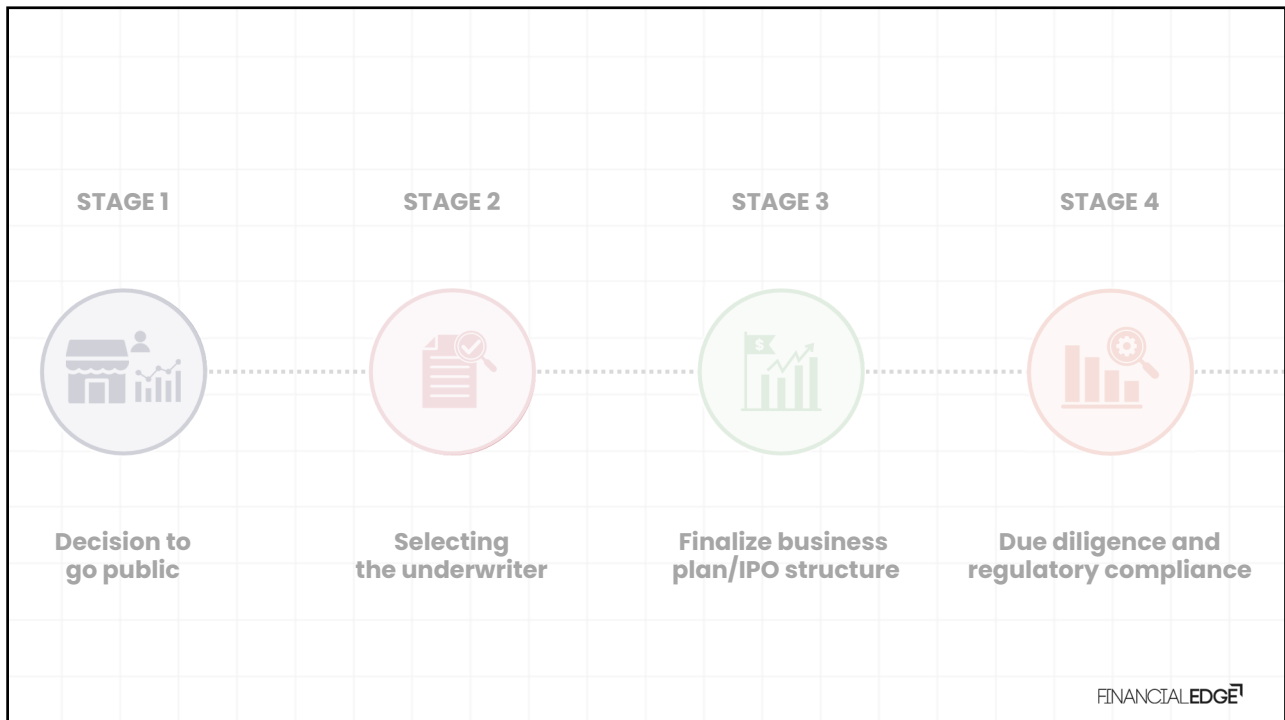 STAGE 1
STAGE 2
STAGE 3
STAGE 4
$
Decision to
go public
Selecting
the underwriter
Finalize business
plan/IPO structure
Due diligence and
regulatory compliance
FINANCIALEDGE